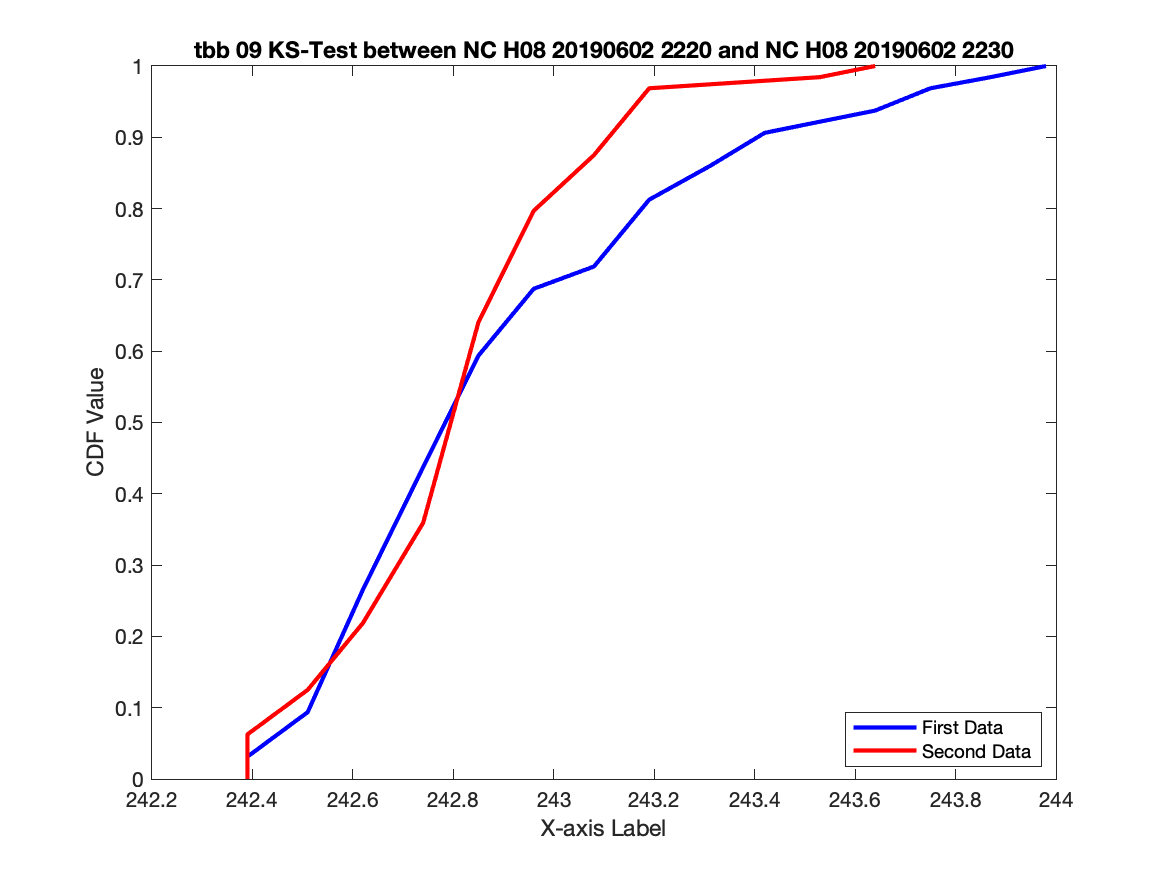 tbb 09 KS-Test between NC H08 20190602 2220 and NC H08 20190602 2230
1
0.9
0.8
0.7
0.6
0.5
0.4
0.3
0.2
0.1
0
CDF Value
First Data
Second Data
242.2 242.4 242.6 242.8 243 243.2 243.4 243.6 243.8 244
X-axis Label